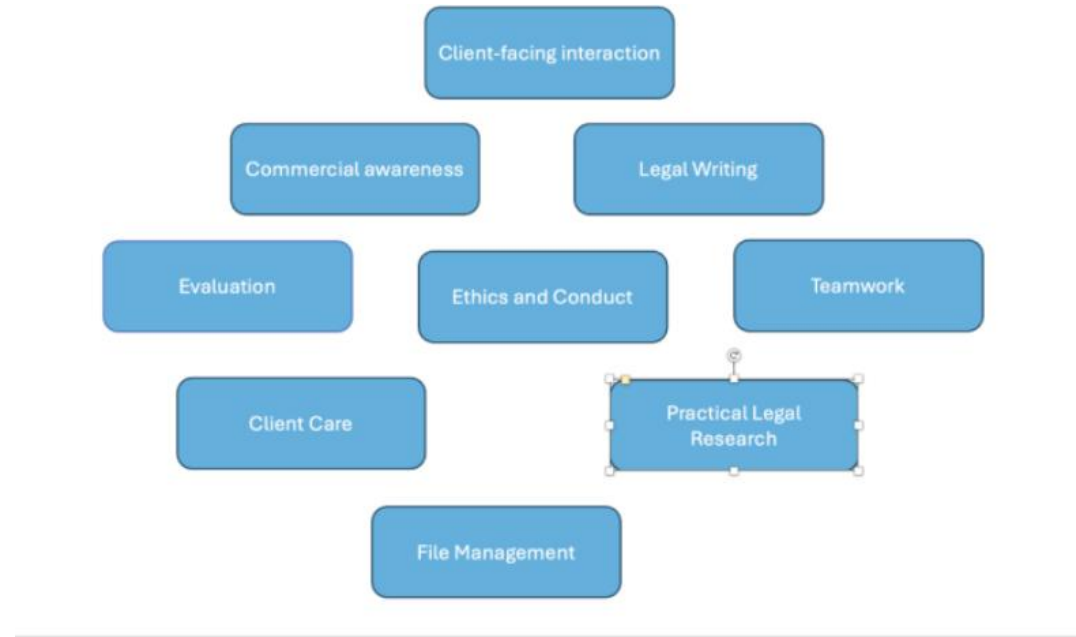 Client-facing interaction
Commercial awareness
Legal Writing
Evaluation
Ethics and Conduct
Teamwork
Client Care
Practical Legal
Research
File Management